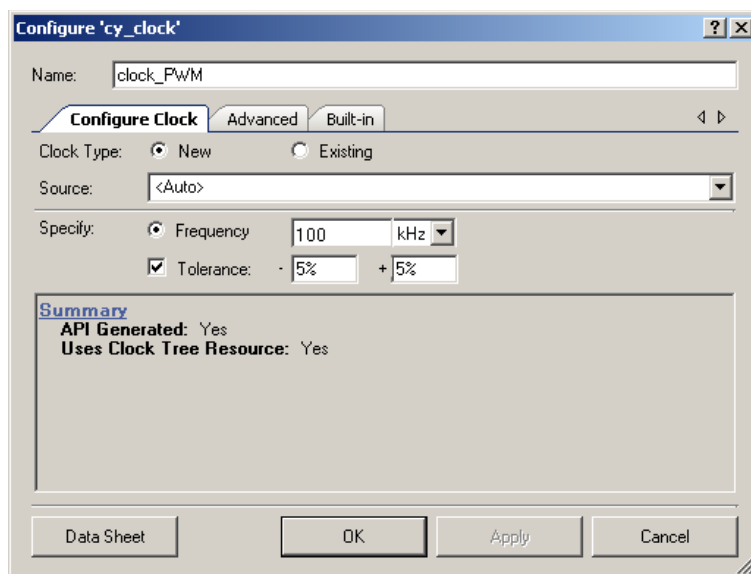 Configure 'cy_clock'
Name: clock_PWM
Configure Clock Advanced Built-in
Clock Type: New Existing
Source: <Auto>
Specify: Frequency 100 kHz
Tolerance: - 5% + 5%
Summary
API Generated: Yes
Uses Clock Tree Resource: Yes
Data Sheet OK Apply Cancel